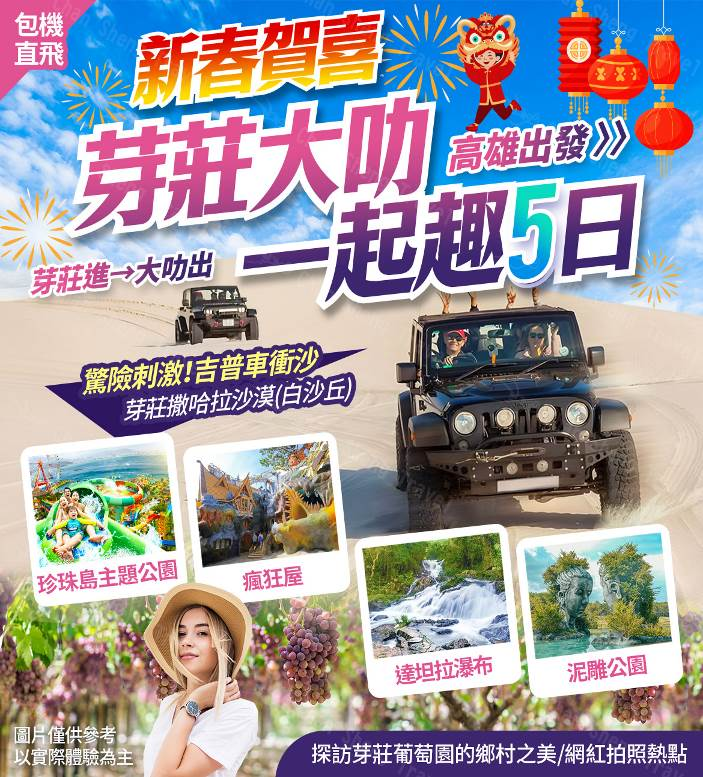 包機
直飛
新春賀喜
芽莊大叻
高雄出發》
一起趣5日
芽莊進→大叻出
驚險刺激!吉普車衝沙
芽莊撒哈拉沙漠(白沙丘)
珍珠島主題公園
瘋狂屋
達坦拉瀑布
泥雕公園
圖片僅供參考
以實際體驗為主
探訪芽莊葡萄園的鄉村之美/網紅拍照熱點